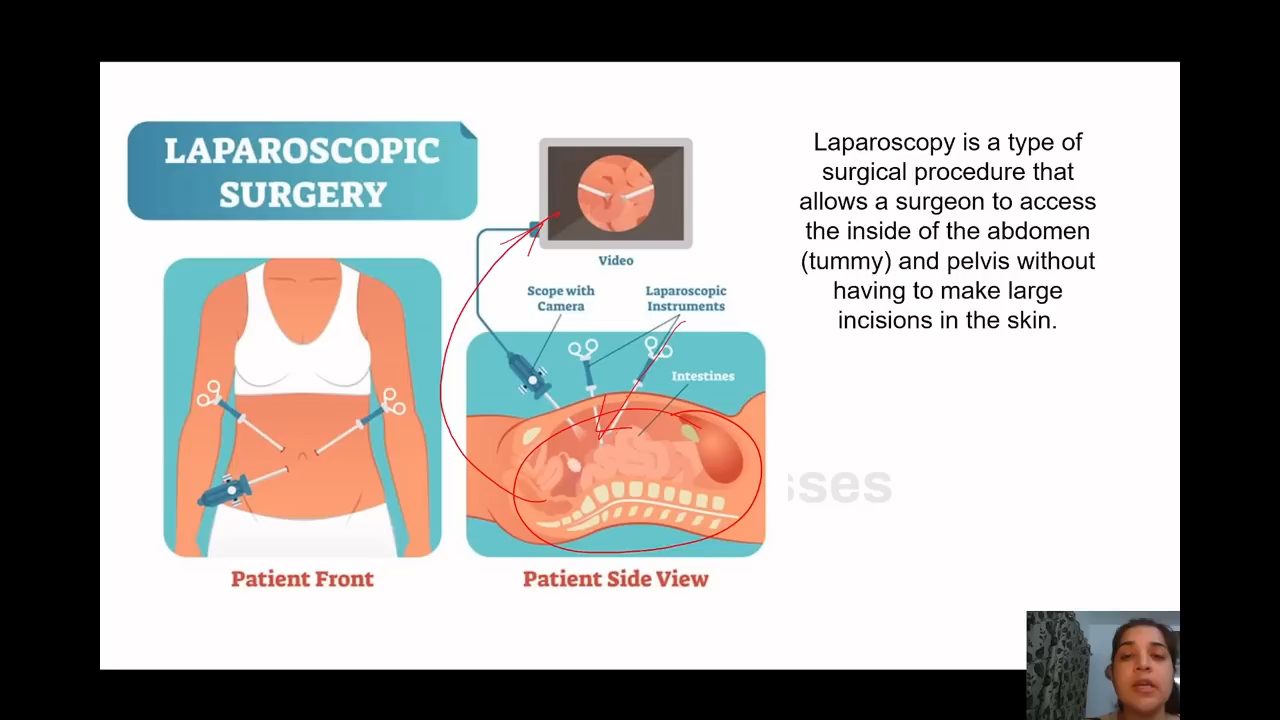 LAPAROSCOPIC
SURGERY
Video
Scope with
Camera
Laparoscopic
Instruments
Intestines
Patient Front
Patient Side View
Laparoscopy is a type of
surgical procedure that
allows a surgeon to access
the inside of the abdomen
(tummy) and pelvis without
having to make large
incisions in the skin.